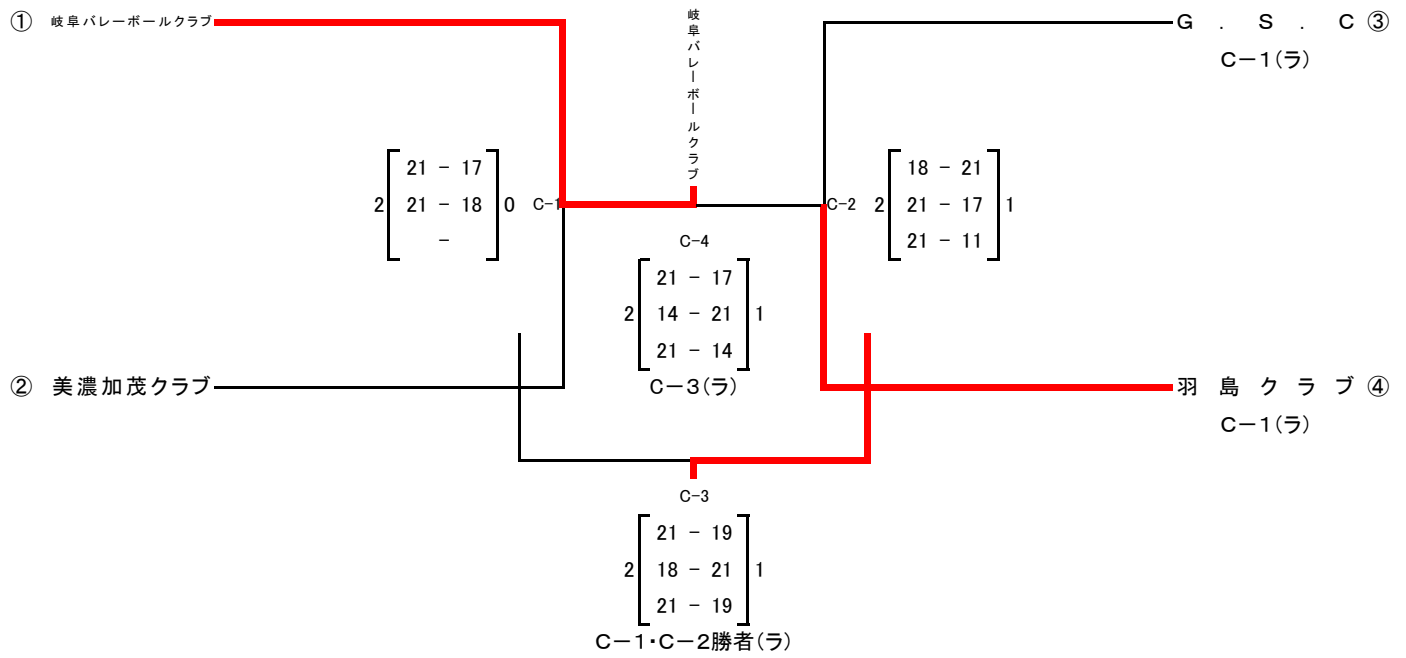 ① 岐阜バレーボールクラブ
岐阜バレーボールクラブ
G . S . C ③
C－1(ラ)
21 － 17
2 21 － 18 0 C-1
－
18 － 21
C-2 2 21 － 17 1
21 － 11
C-4
21 － 17
2 14 － 21 1
21 － 14
C－3(ラ)
② 美濃加茂クラブ
羽島クラブ ④
C－1(ラ)
C-3
21 － 19
2 18 － 21 1
21 － 19
C－1・C－2勝者(ラ)